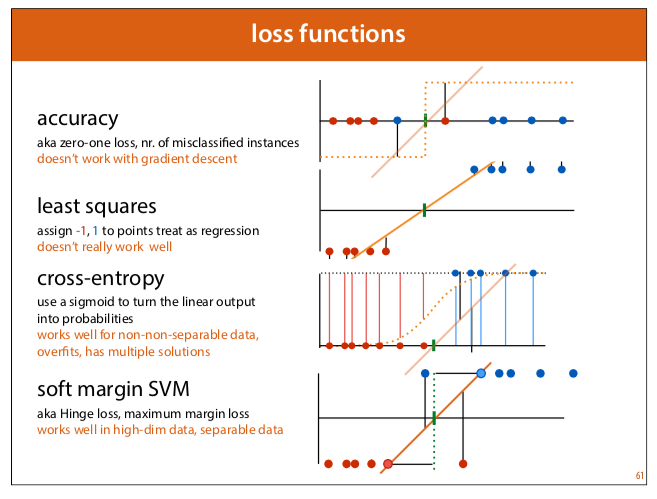 loss functions
accuracy
aka zero-one loss, nr. of misclassified instances
doesn't work with gradient descent
least squares
assign -1, 1 to points treat as regression
doesn't really work well
cross-entropy
use a sigmoid to turn the linear output
into probabilities
works well for non-non-separable data,
overfits, has multiple solutions
soft margin SVM
aka Hinge loss, maximum margin loss
works well in high-dim data, separable data
61